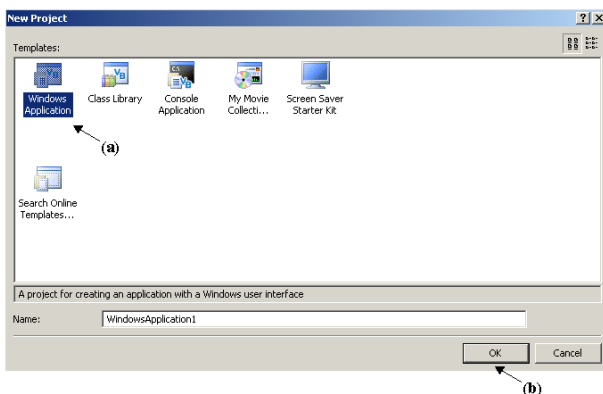 New Project
Templates:
Windows Application
Class Library
Console Application
My Movie Collecti...
Screen Saver Starter Kit
(a)
Search Online Templates...
A project for creating an application with a Windows user interface
Name: WindowsApplication1
OK Cancel
(b)